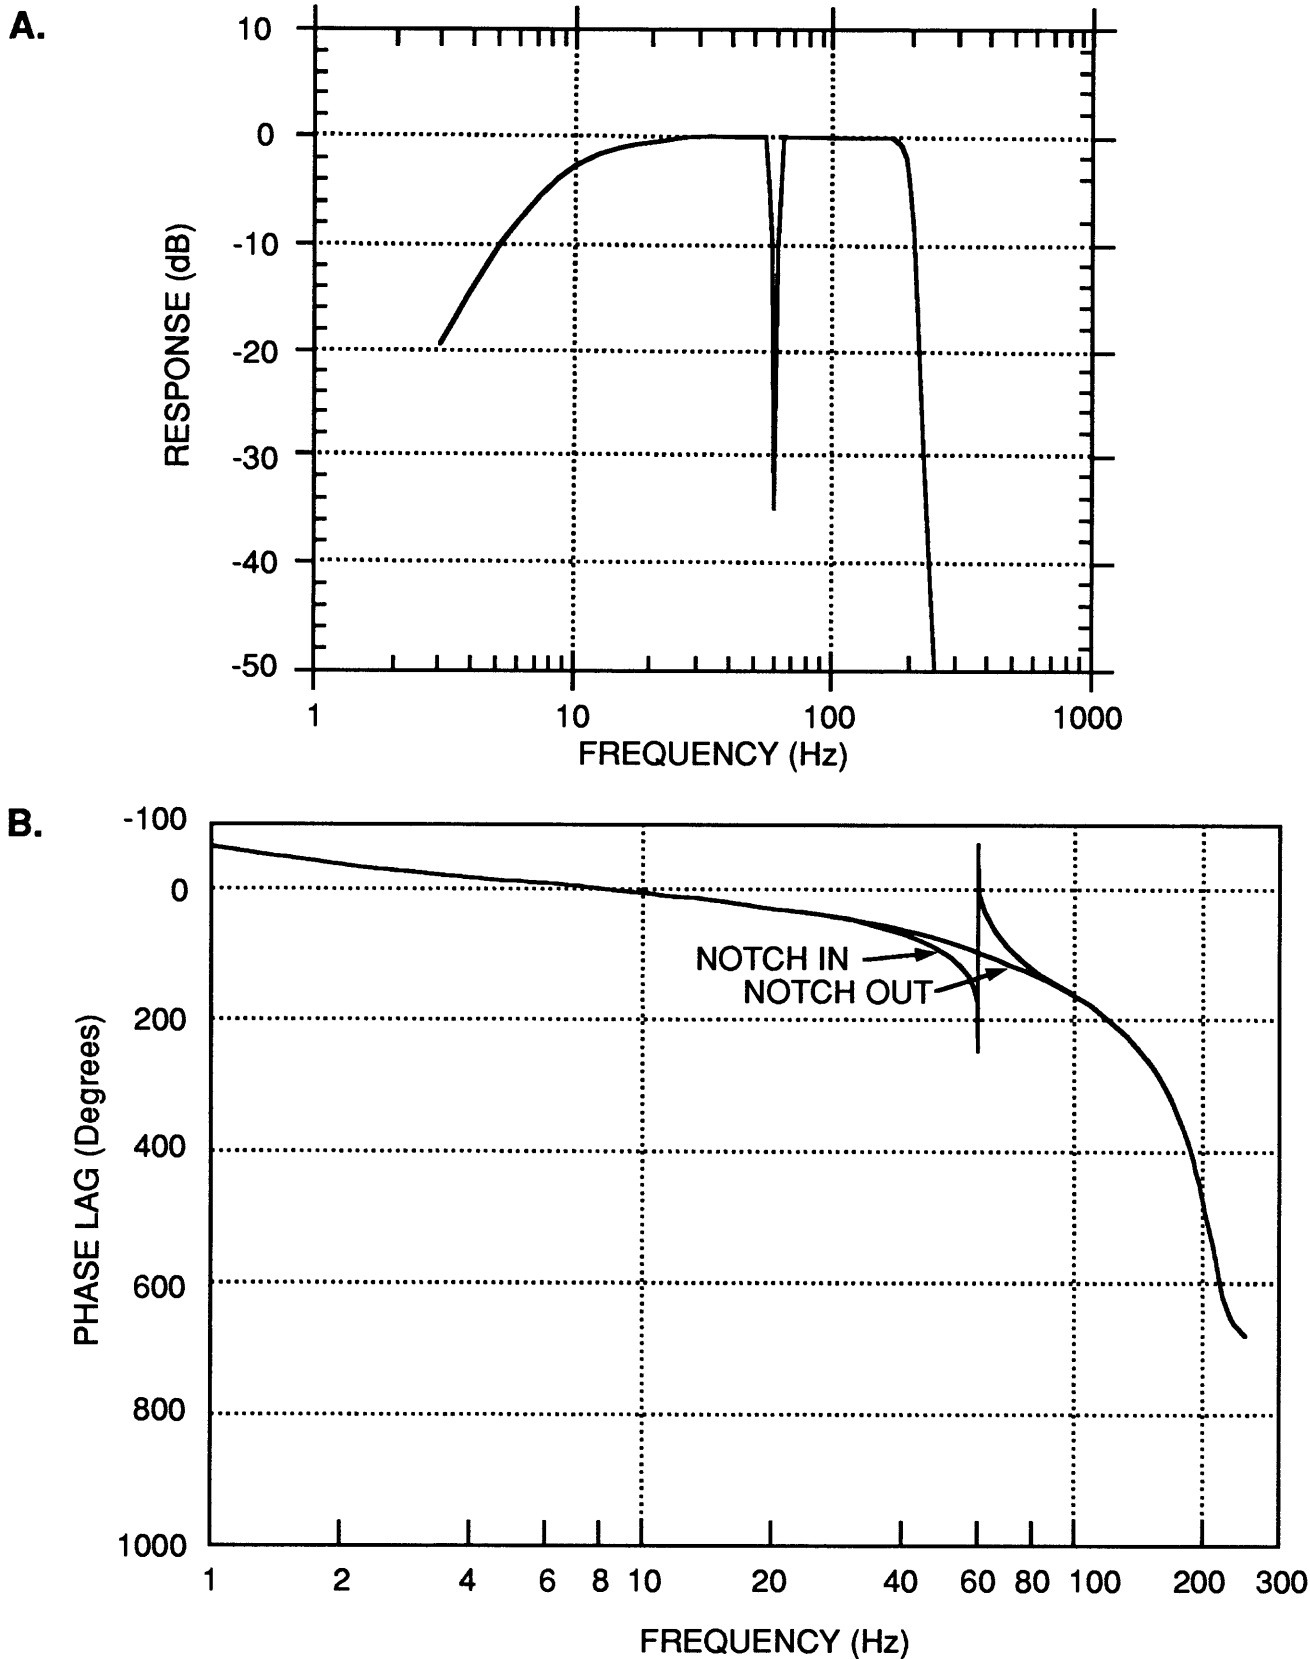 A.
10
0
-10
-20
-30
-40
-50
RESPONSE (dB)
1 10 100 1000
FREQUENCY (Hz)
B.
-100
0
200
400
600
800
1000
PHASE LAG (Degrees)
NOTCH IN
NOTCH OUT
1 2 4 6 8 10 20 40 60 80 100 200 300
FREQUENCY (Hz)